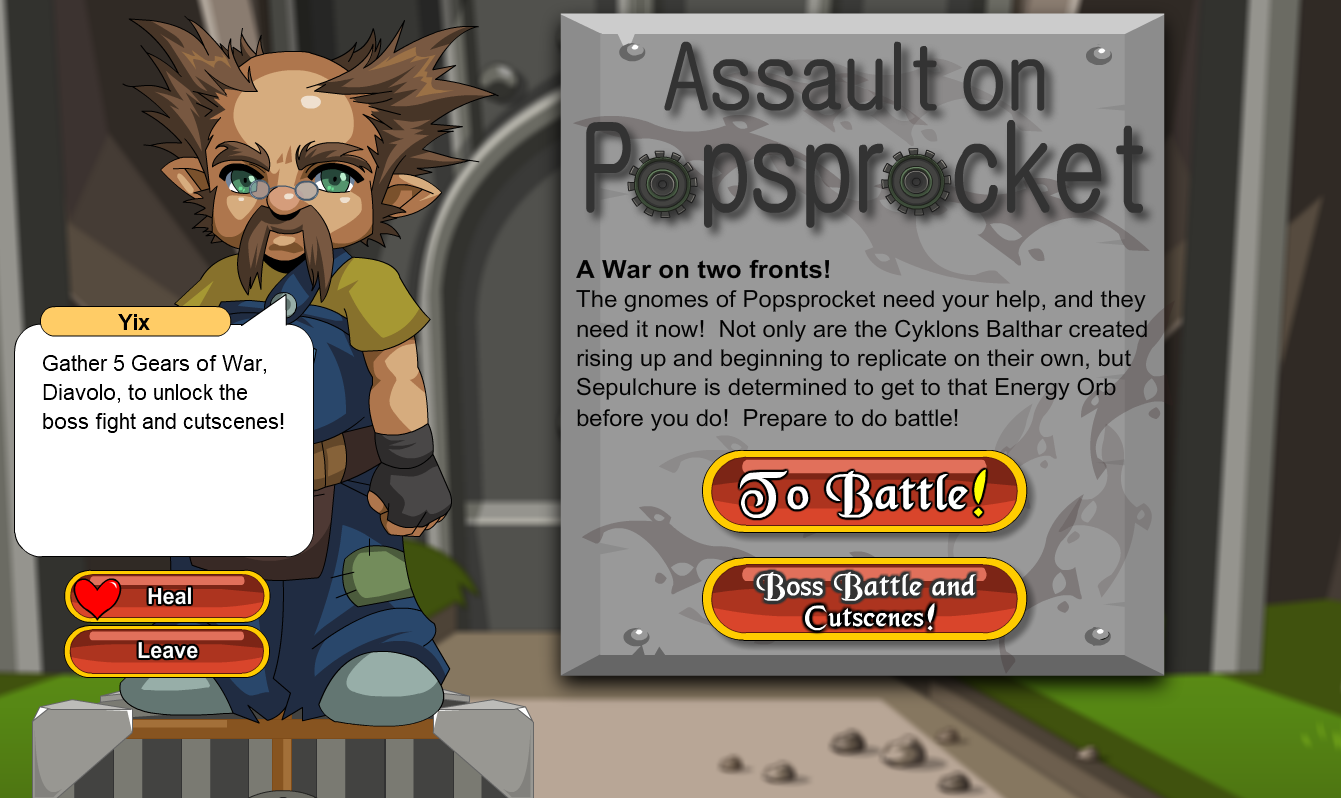 Assault on
Popsprocket
A War on two fronts!
The gnomes of Popsprocket need your help, and they
need it now!  Not only are the Cyklons Balthar created
rising up and beginning to replicate on their own, but
Sepulchure is determined to get to that Energy Orb
before you do!  Prepare to do battle!
To Battle!
Boss Battle and
Cutscenes!
Yix
Gather 5 Gears of War,
Diavolo, to unlock the
boss fight and cutscenes!
Heal
Leave